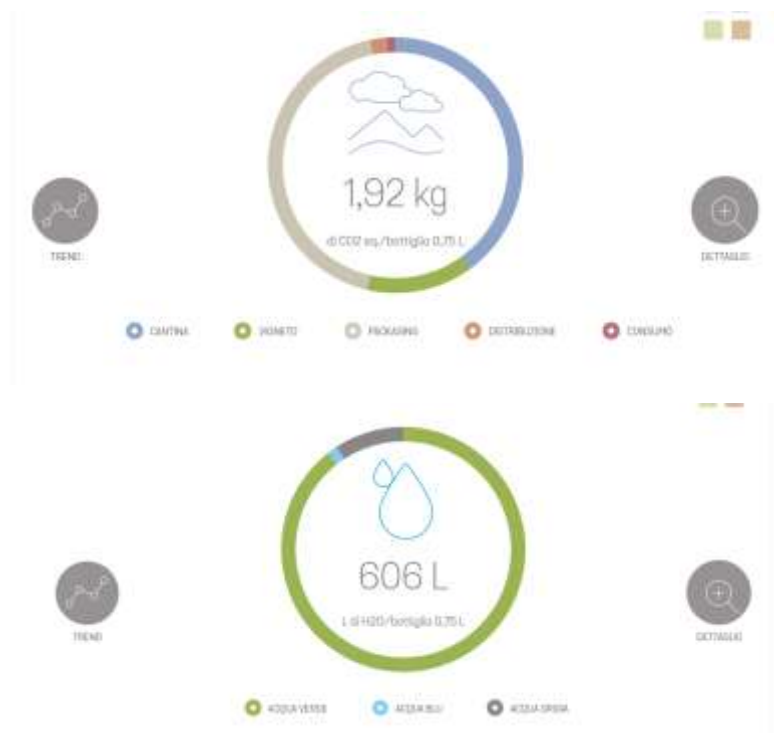 1,92 kg
di CO2 eq./bottiglia 0,75 L
TREND
DETTAGLIO
CANTINA
VIGNETO
PACKAGING
DISTRIBUZIONE
CONSUMO
606 L
L di H2O/bottiglia 0,75 L
TREND
DETTAGLIO
ACQUA VERDE
ACQUA BLU
ACQUA GRIGIA